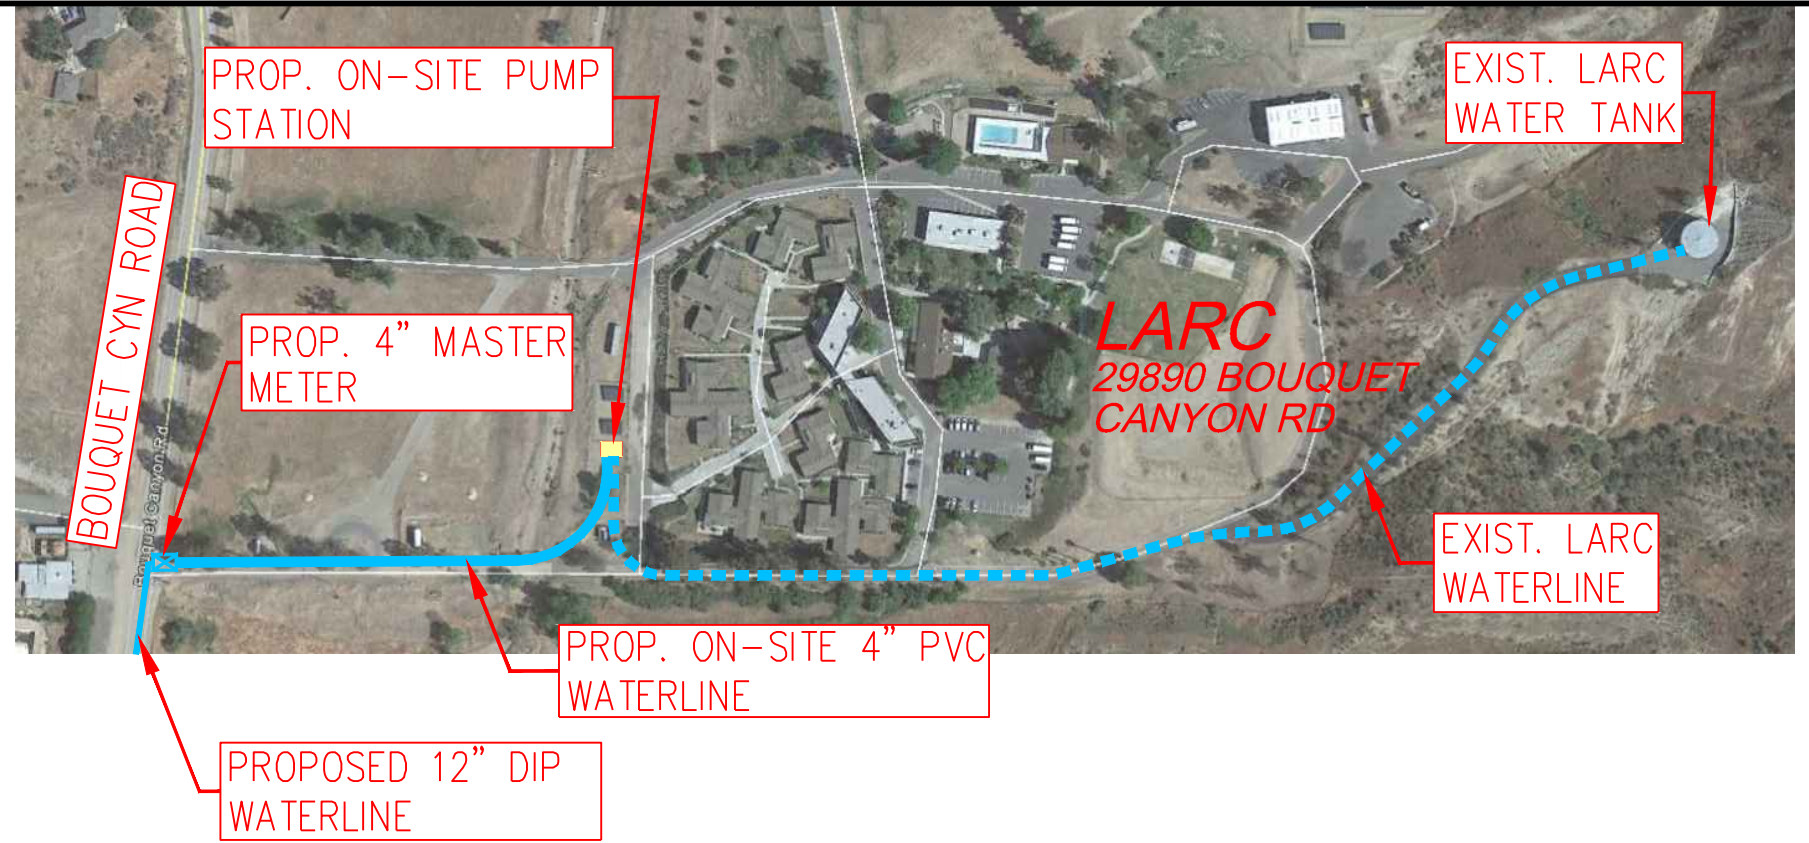 PROP. ON-SITE PUMP
STATION
EXIST. LARC
WATER TANK
BOUQUET CYN ROAD
PROP. 4” MASTER
METER
LARC
29890 BOUQUET
CANYON RD
Bouquet Canyon Rd
EXIST. LARC
WATERLINE
PROP. ON-SITE 4” PVC
WATERLINE
PROPOSED 12” DIP
WATERLINE